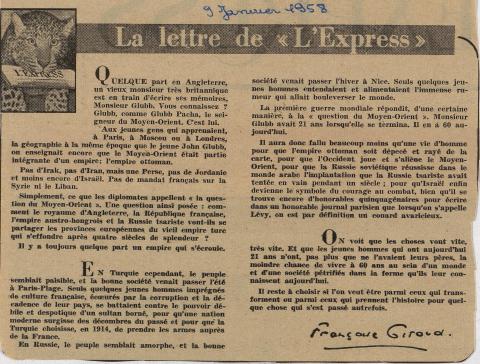 9 Janvier 1958
La lettre de « L'Express »
L'EXPRESS
QUELQUE part en Angleterre,
un vieux monsieur très britannique
est en train d'écrire ses mémoires,
Monsieur Glubb. Vous connaissez ?
Glubb, comme Glubb Pacha, le sei-
gneur du Moyen-Orient. C'est lui.
Aux jeunes gens qui apprenaient,
à Paris, à Moscou ou à Londres,
la géographie à la même époque que le jeune John Glubb,
on enseignait encore que le Moyen-Orient était partie
intégrante d'un empire; l'empire ottoman.
Pas d'Irak, pas d'Iran, mais une Perse, pas de Jordanie
et moins encore d'Israël. Pas de mandat français sur la
Syrie ni le Liban.
Simplement, ce que les diplomates appellent « la ques-
tion du Moyen-Orient ». Une question ainsi posée : com-
ment le royaume d'Angleterre, la République française,
l'empire austro-hongrois et la Russie tsariste vont-ils se
partager les provinces européennes du vieil empire turc
qui s'effondre après quatre siècles de splendeur ?
Il y a toujours quelque part un empire qui s'écroule.
EN Turquie cependant, le peuple
semblait paisible, et la bonne société venait passer l'été
à Paris-Plage. Seuls quelques jeunes hommes imprégnés
de culture française, écœurés par la corruption et la dé-
cadence de leur pays, se battaient contre le pouvoir dé-
bile et despotique d'un sultan borné, pour qu'une nation
moderne surgisse des décombres du passé et pour que la
Turquie choisisse, en 1914, de prendre les armes auprès
de la France.
En Russie, le peuple semblait amorphe, et la bonne
société venait passer l'hiver à Nice. Seuls quelques jeu-
nes hommes entendaient et alimentaient l'immense ru-
meur qui allait bouleverser le monde.
La première guerre mondiale répondit, d'une certaine
manière, à la « question du Moyen-Orient ». Monsieur
Glubb avait 21 ans lorsqu'elle se termina. Il en a 60 au-
jourd'hui.
Il aura donc fallu beaucoup moins qu'une vie d'homme
pour que l'empire ottoman soit dépecé et rayé de la
carte, pour que l'Occident joue et s'aliène le Moyen-
Orient, pour que la Russie soviétique réussisse dans le
monde arabe l'implantation que la Russie tsariste avait
tentée en vain pendant un siècle; pour qu'Israël enfin
devienne le symbole du courage au combat, bien qu'il se
trouve encore d'honorables quinquagénaires pour écrire
dans un honorable journal parisien que lorsqu'on s'appelle
Lévy, on est par définition un conard avaricieux.
ON voit que les choses vont vite,
très vite. Et que les jeunes hommes qui ont aujourd'hui
21 ans n'ont, pas plus que ne l'avaient leurs pères, la
moindre chance de vivre à 60 ans au sein d'un monde
et d'une société pétrifiés dans la forme qu'ils leur con-
naissent aujourd'hui.
Il reste à choisir si l'on veut être parmi ceux qui trans-
forment ou parmi ceux qui prennent l'histoire pour quel-
que chose qui s'est passé autrefois.
Françoise Giroud.